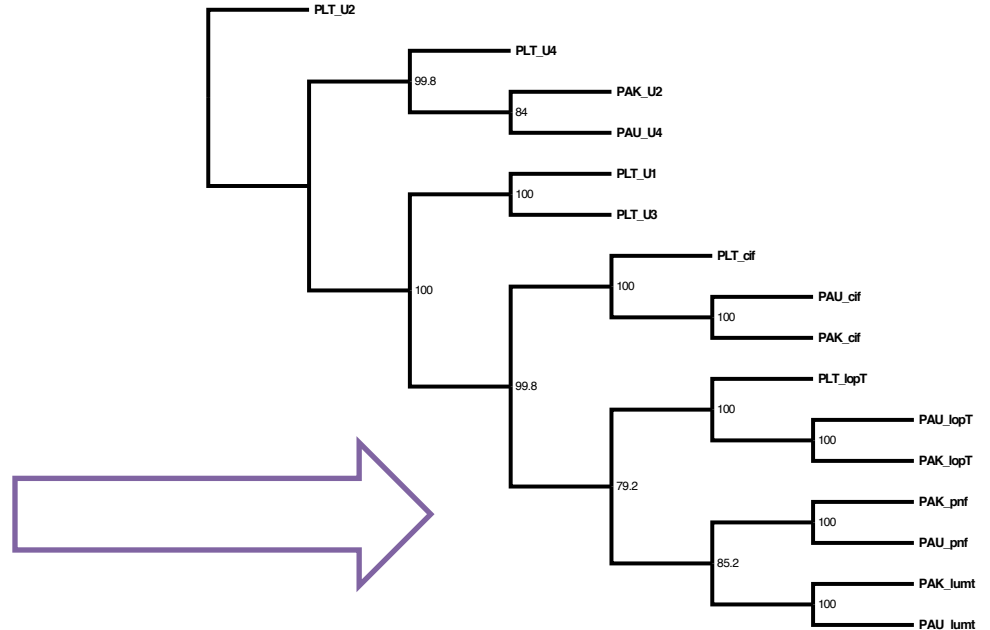 PLT_U2
PLT_U4
99.8
PAK_U2
84
PAU_U4
PLT_U1
100
PLT_U3
PLT_cif
100
PAU_cif
100
PAK_cif
100
PLT_lopT
99.8
100
PAU_lopT
100
PAK_lopT
79.2
PAK_pnf
100
PAU_pnf
85.2
PAK_lumt
100
PAU_lumt